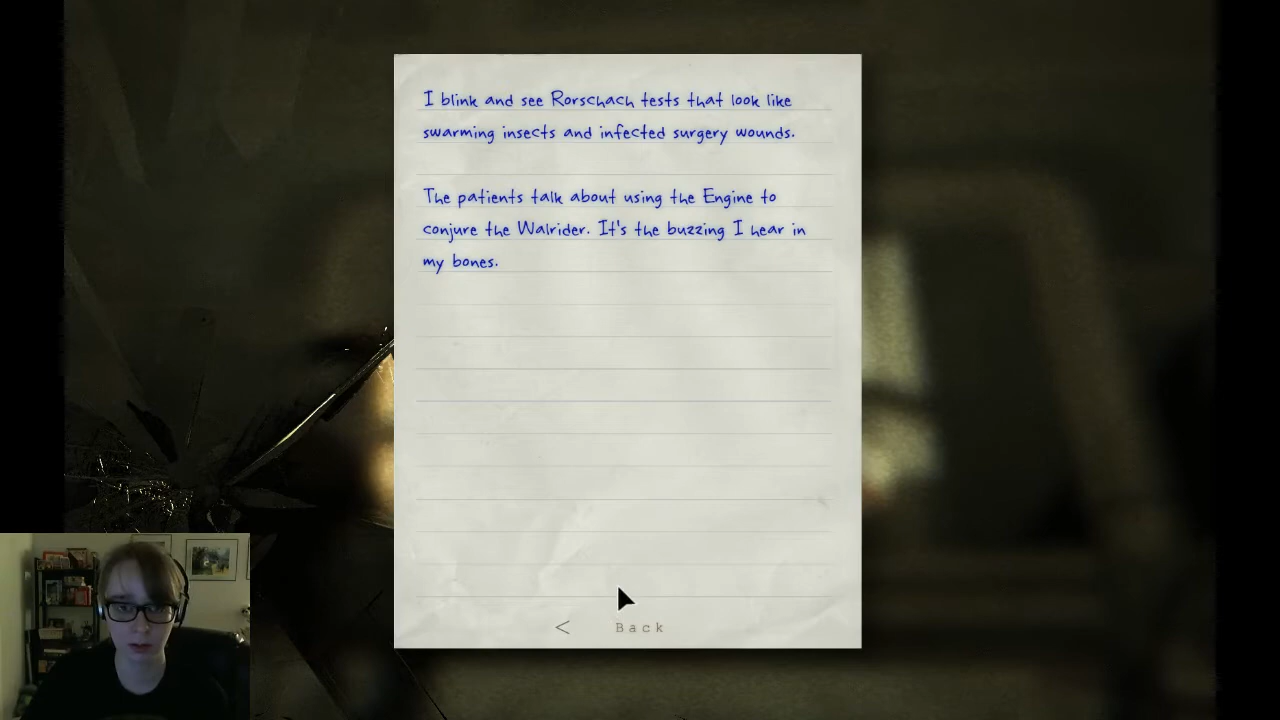 I blink and see Rorschach tests that look like
swarming insects and infected surgery wounds.
The patients talk about using the Engine to
conjure the Walrider. It's the buzzing I hear in
my bones.
< Back